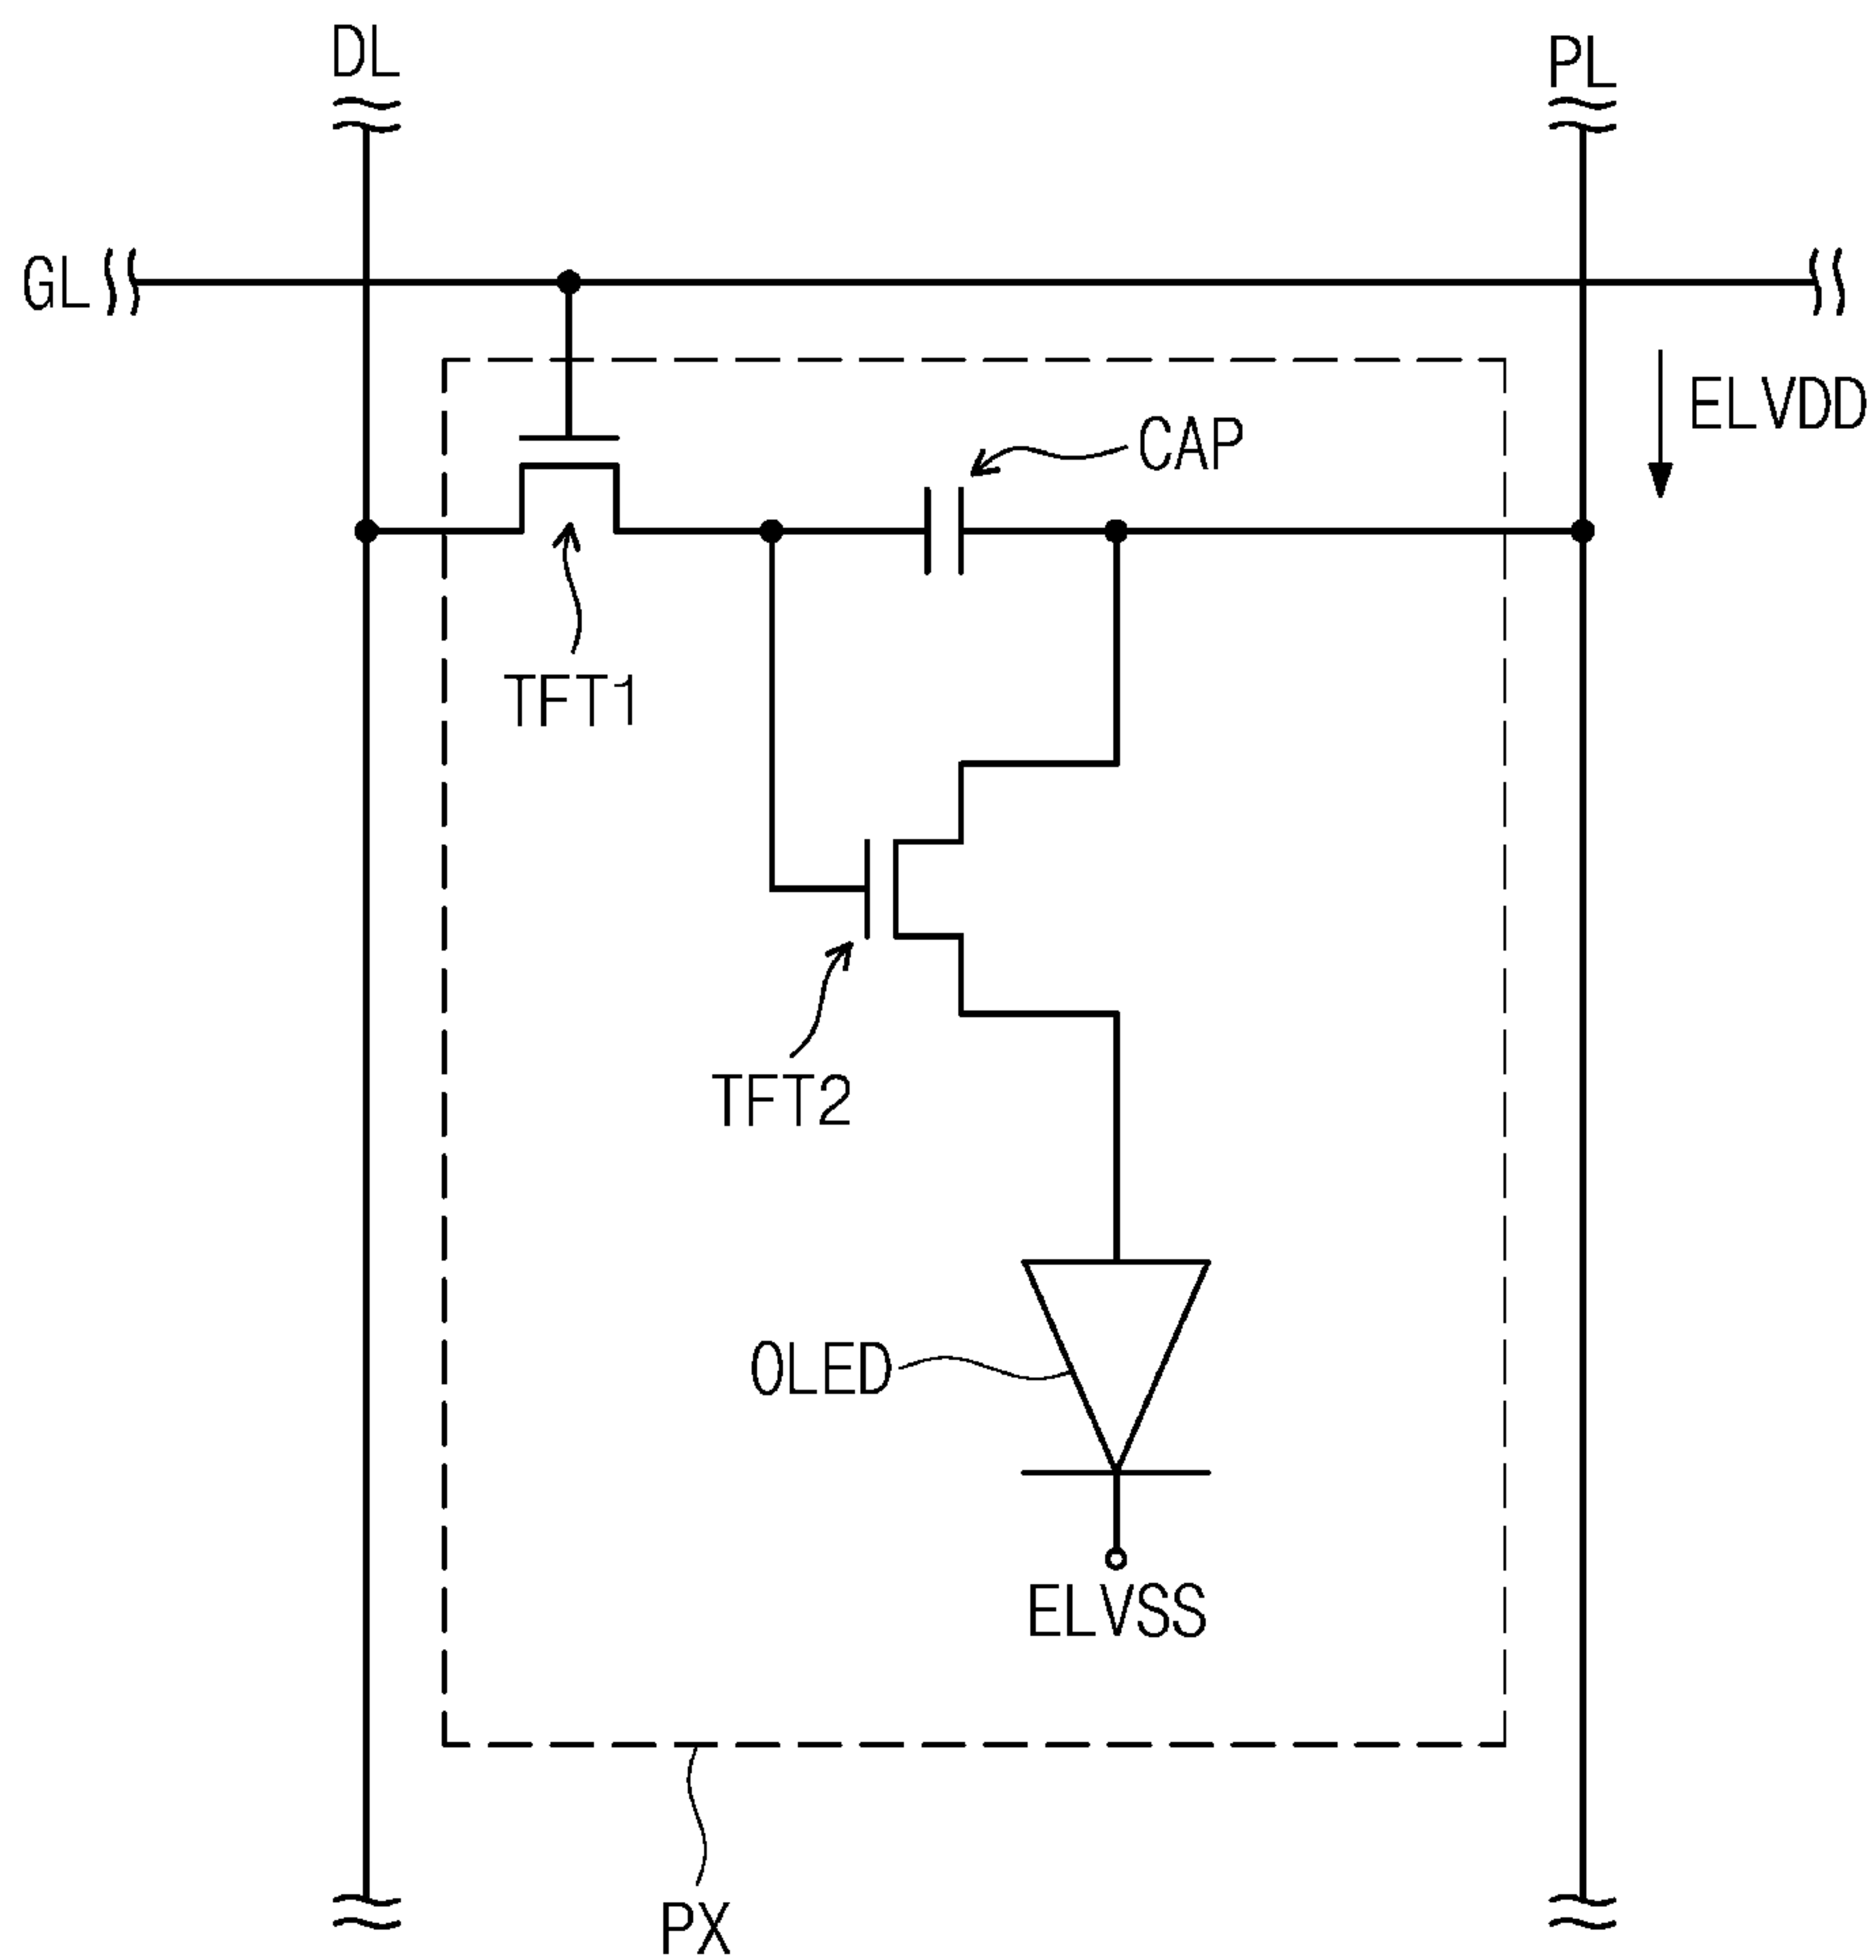 DL
PL
GL
ELVDD
CAP
TFT1
TFT2
OLED
ELVSS
PX